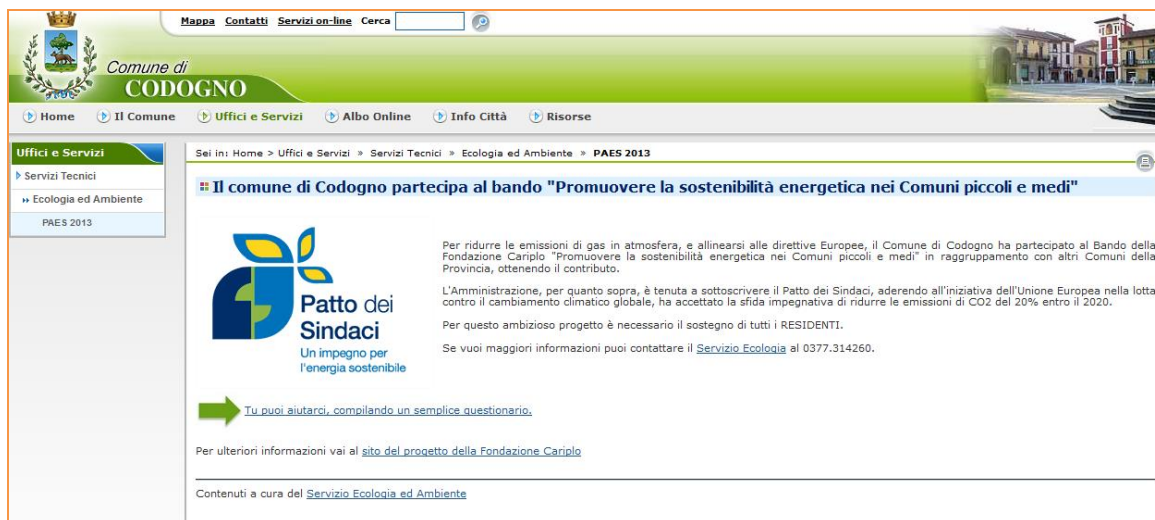 Mappa Contatti Servizi on-line Cerca
Comune di
CODOGNO
Home Il Comune Uffici e Servizi Albo Online Info Città Risorse
Uffici e Servizi
Servizi Tecnici
Ecologia ed Ambiente
PAES 2013
Sei in: Home > Uffici e Servizi » Servizi Tecnici » Ecologia ed Ambiente » PAES 2013
Il comune di Codogno partecipa al bando "Promuovere la sostenibilità energetica nei Comuni piccoli e medi"
Patto dei
Sindaci
Un impegno per
l'energia sostenibile
Per ridurre le emissioni di gas in atmosfera, e allinearsi alle direttive Europee, il Comune di Codogno ha partecipato al Bando della
Fondazione Cariplo "Promuovere la sostenibilità energetica nei Comuni piccoli e medi" in raggruppamento con altri Comuni della
Provincia, ottenendo il contributo.
L'Amministrazione, per quanto sopra, è tenuta a sottoscrivere il Patto dei Sindaci, aderendo all'iniziativa dell'Unione Europea nella lotta
contro il cambiamento climatico globale, ha accettato la sfida impegnativa di ridurre le emissioni di CO2 del 20% entro il 2020.
Per questo ambizioso progetto è necessario il sostegno di tutti i RESIDENTI.
Se vuoi maggiori informazioni puoi contattare il Servizio Ecologia al 0377.314260.
Tu puoi aiutarci, compilando un semplice questionario.
Per ulteriori informazioni vai al sito del progetto della Fondazione Cariplo
Contenuti a cura del Servizio Ecologia ed Ambiente